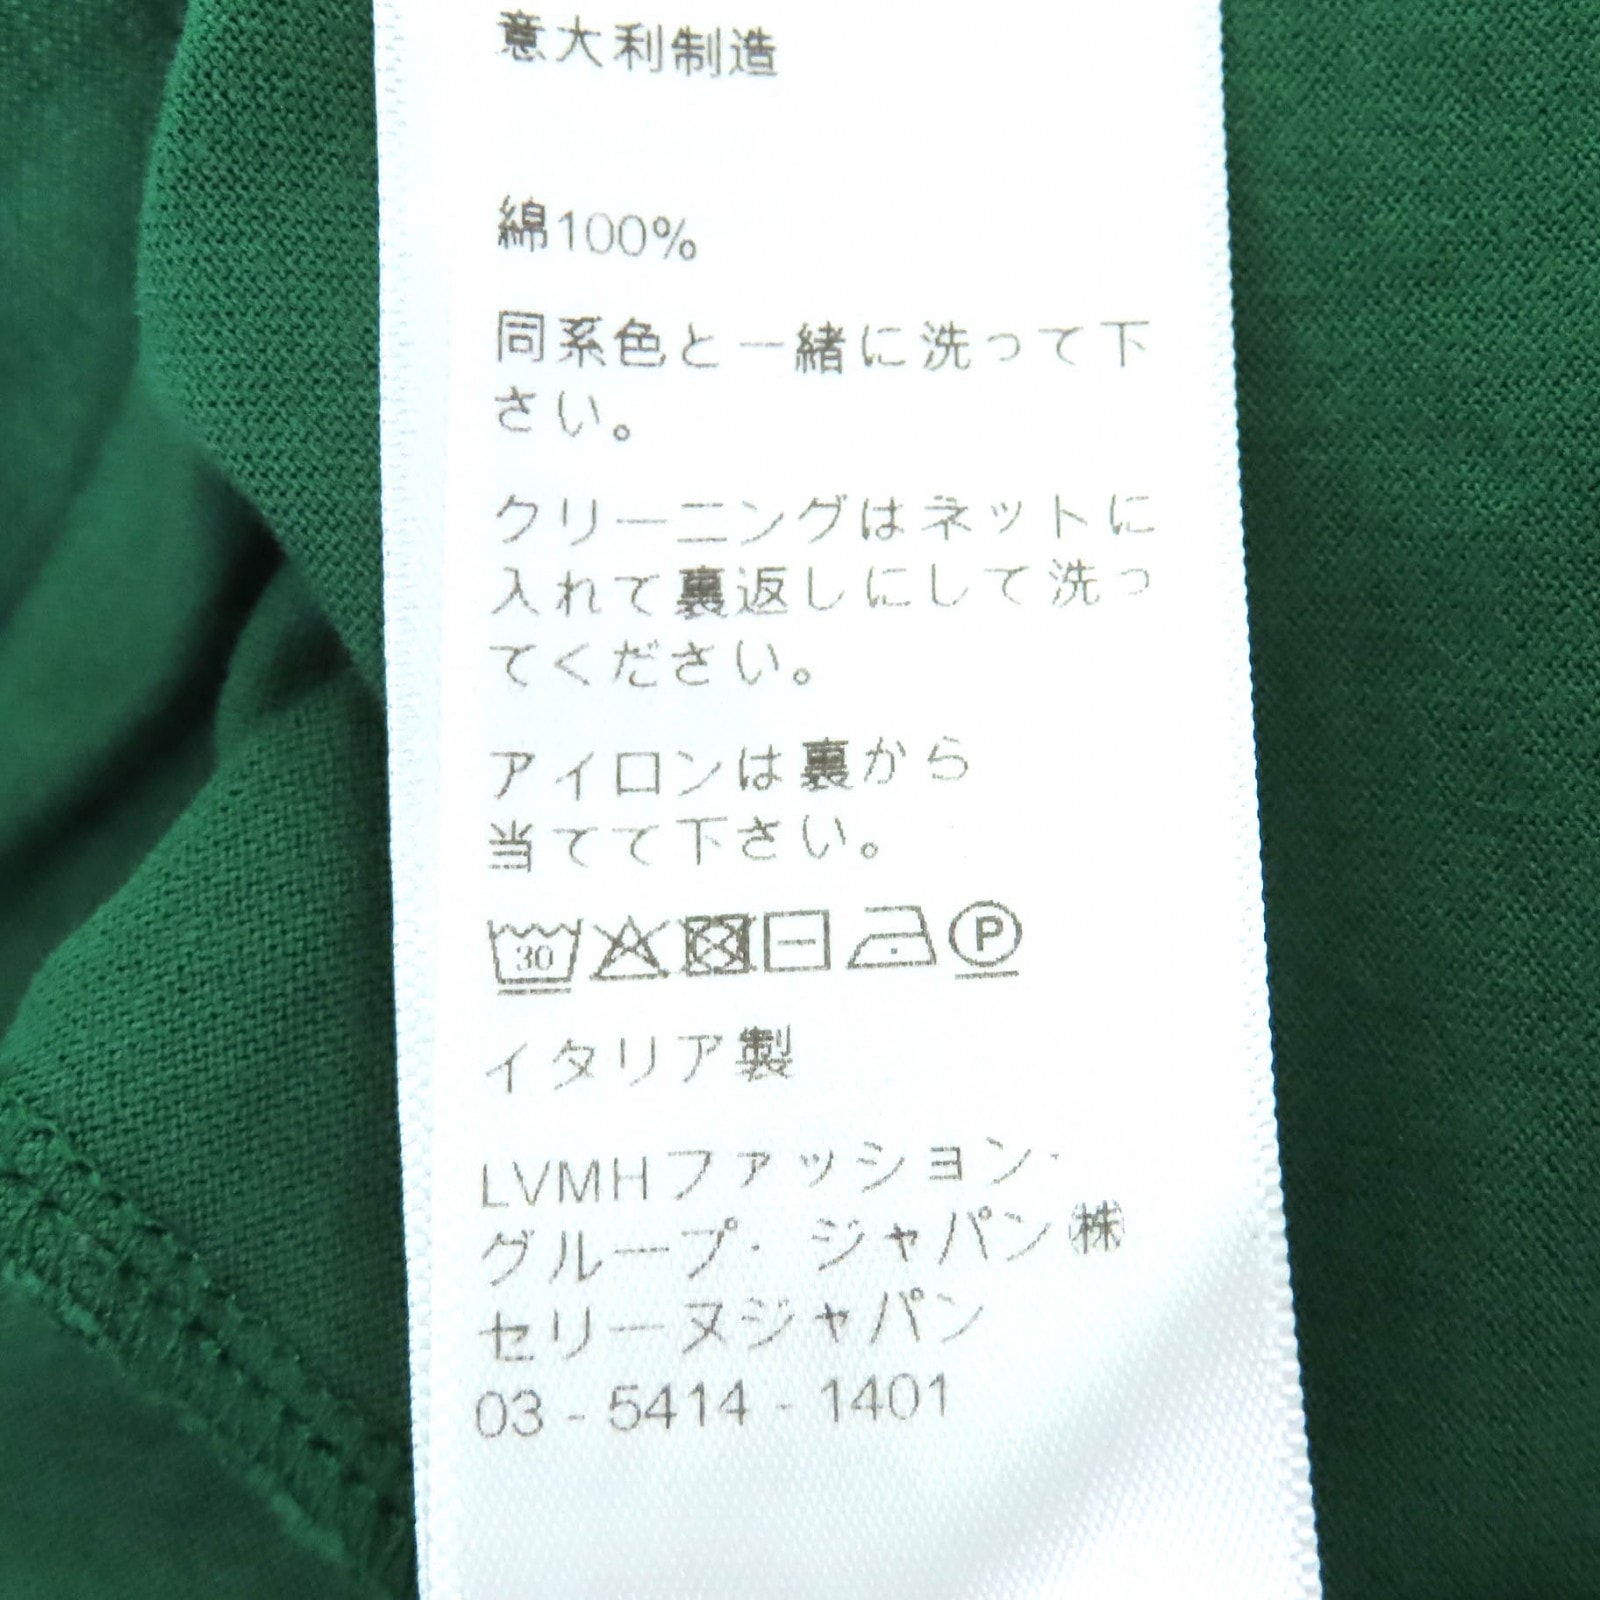 意大利制造
綿100%
同系色と一緒に洗って下
さい。
クリーニングはネットに
入れて裏返しにして洗っ
てください。
アイロンは裏から
当てて下さい。
30 P
イタリア製
LVMHファッション・
グループ・ジャパン㈱
セリーヌジャパン
03 - 5414 - 1401